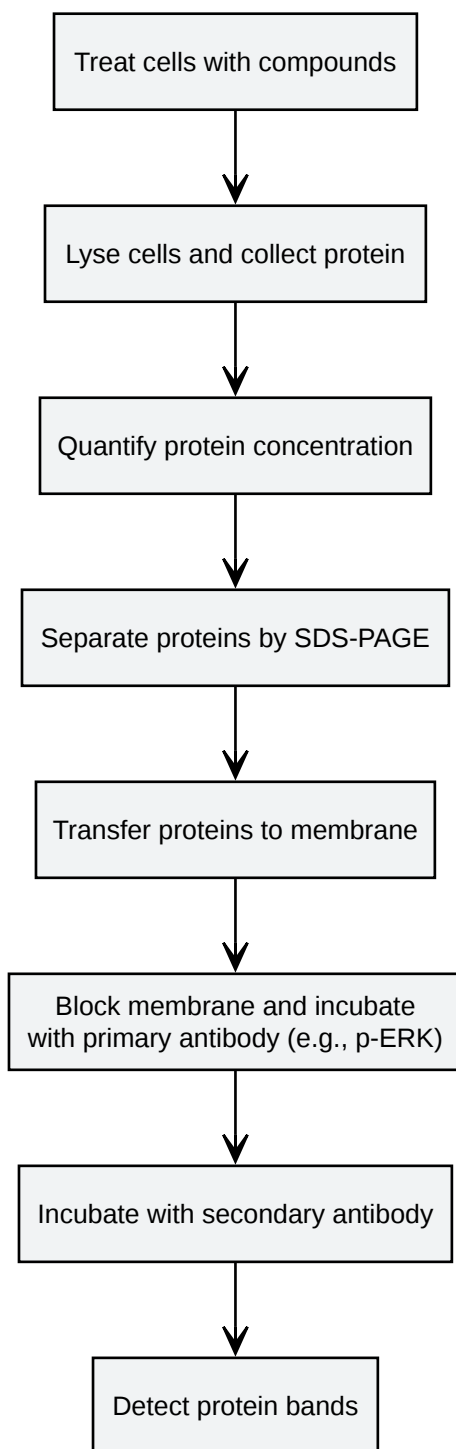 Treat cells with compounds
Lyse cells and collect protein
Quantify protein concentration
Separate proteins by SDS-PAGE
Transfer proteins to membrane
Block membrane and incubate
with primary antibody (e.g., p-ERK)
Incubate with secondary antibody
Detect protein bands